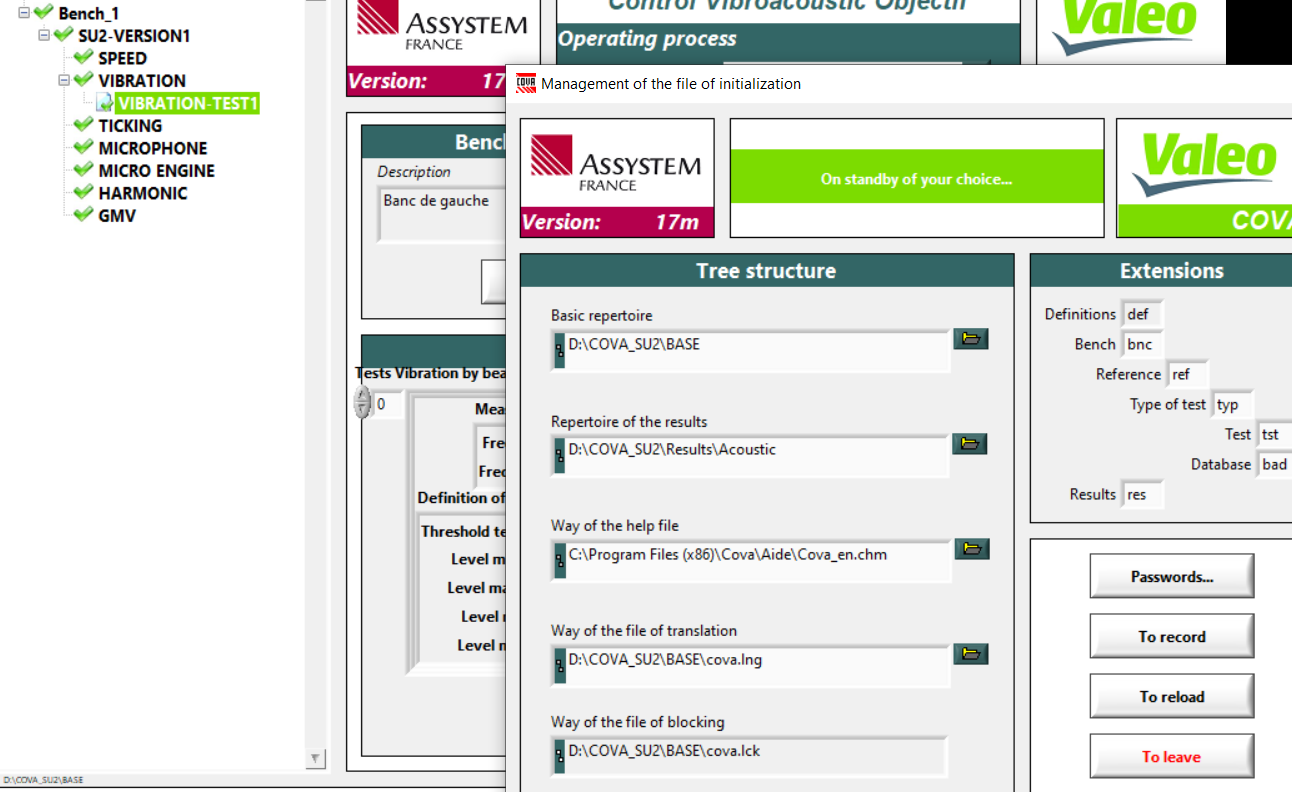 Bench_1
SU2-VERSION1
SPEED
VIBRATION
VIBRATION-TEST1
TICKING
MICROPHONE
MICRO ENGINE
HARMONIC
GMV
D:\COVA_SU2\BASE
ASSYSTEM
FRANCE
Version: 17
Control Vibroacoustic Objecti
Operating process
Valeo
Benc
Description
Banc de gauche
Tests Vibration by bea
0
Mea
Fre
Fre
Definition of
Threshold te
Level m
Level ma
Level
Level m
COVA
Management of the file of initialization
ASSYSTEM
FRANCE
Version: 17m
On standby of your choice...
Valeo
COVA
Tree structure
Basic repertoire
D:\COVA_SU2\BASE
Repertoire of the results
D:\COVA_SU2\Results\Acoustic
Way of the help file
C:\Program Files (x86)\Cova\Aide\Cova_en.chm
Way of the file of translation
D:\COVA_SU2\BASE\cova.lng
Way of the file of blocking
D:\COVA_SU2\BASE\cova.lck
Extensions
Definitions def
Bench bnc
Reference ref
Type of test typ
Test tst
Database bad
Results res
Passwords...
To record
To reload
To leave